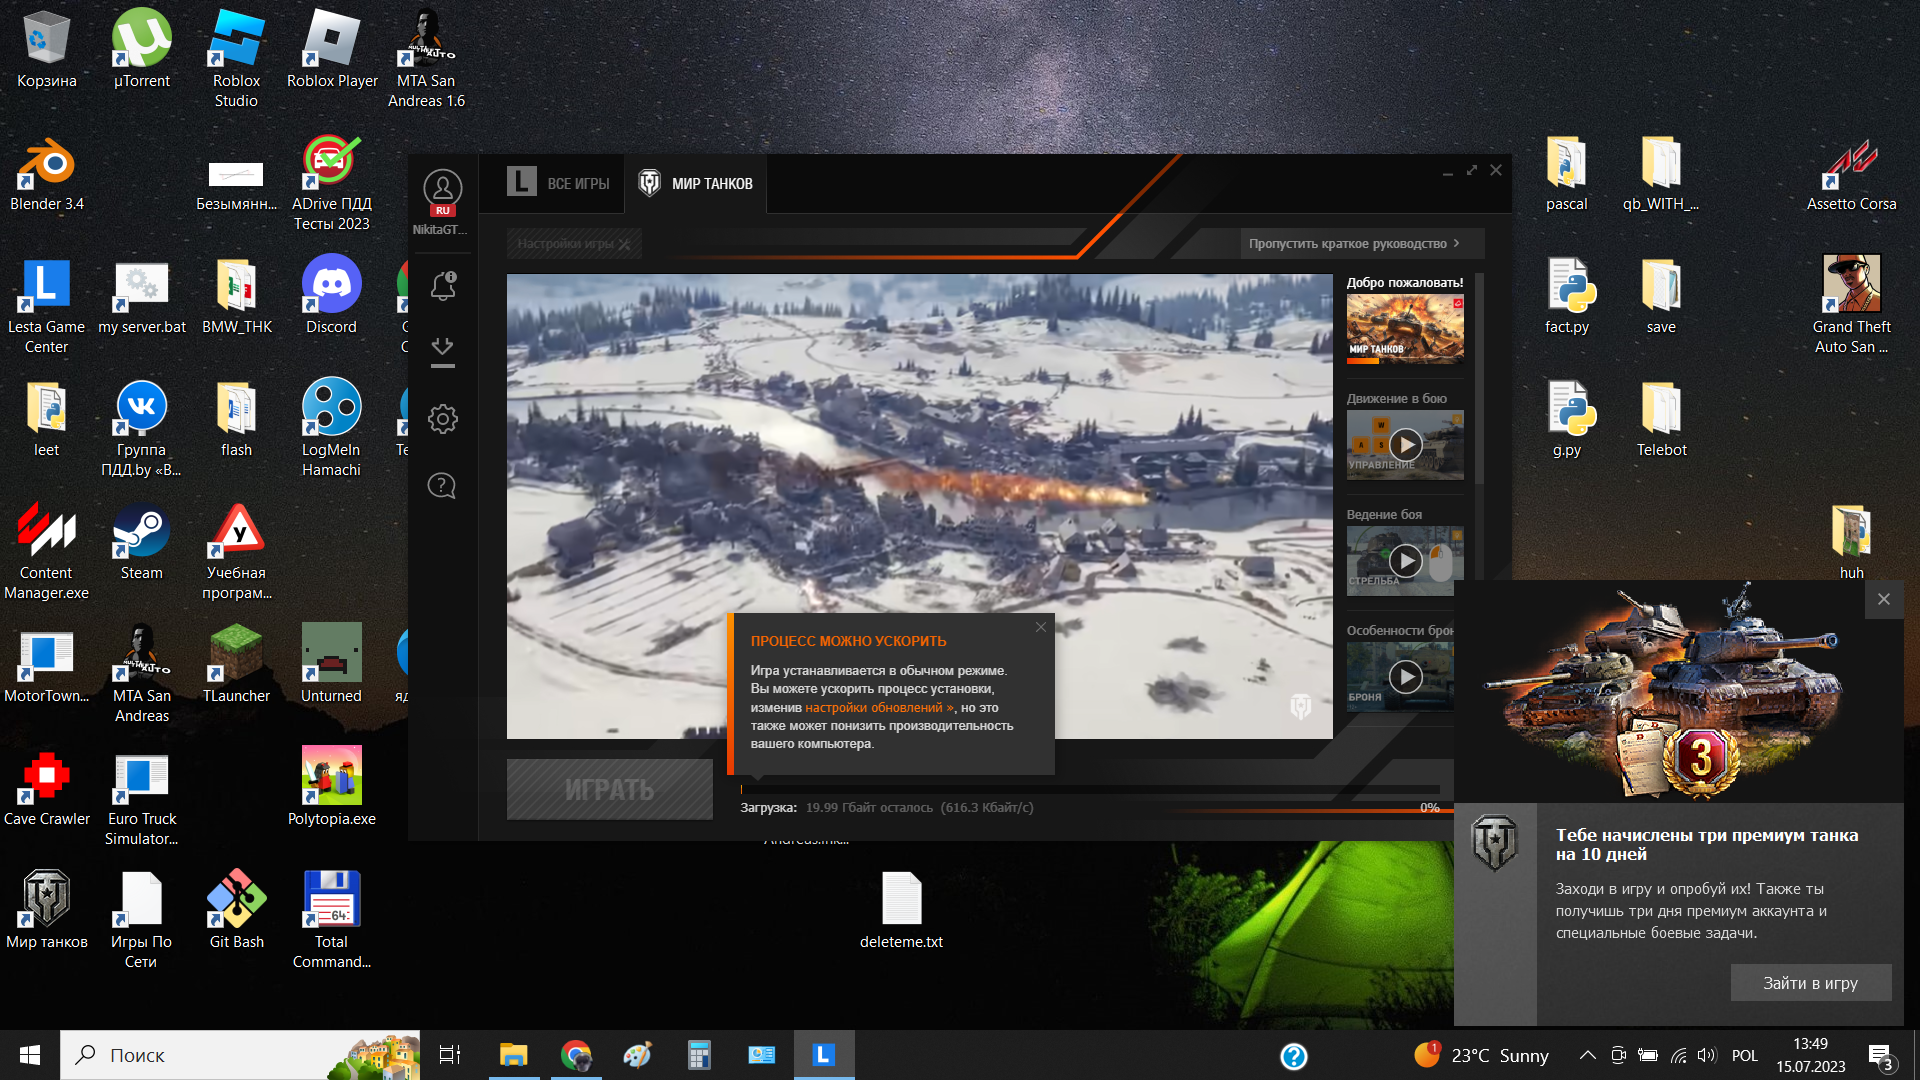 Корзина
µTorrent
Roblox
Studio
Roblox Player
MTA San
Andreas 1.6
Blender 3.4
Безымянн...
ADrive ПДД
Тесты 2023
Lesta Game
Center
my server.bat
BMW_THK
Discord
leet
Группа
ПДД.by «В...
flash
LogMeIn
Hamachi
Content
Manager.exe
Steam
Учебная
програм...
MotorTown...
MTA San
Andreas
TLauncher
Unturned
Cave Crawler
Euro Truck
Simulator...
Polytopia.exe
Мир танков
Игры По
Сети
Git Bash
64
Total
Command...
RU
NikitaGT...
L
ВСЕ ИГРЫ
МИР ТАНКОВ
Настройки игры
Пропустить краткое руководство
Добро пожаловать!
МИР ТАНКОВ
Движение в бою
W
A S
УПРАВЛЕНИЕ
Ведение боя
СТРЕЛЬБА
Особенности брон
БРОНЯ
ПРОЦЕСС МОЖНО УСКОРИТЬ
Игра устанавливается в обычном режиме.
Вы можете ускорить процесс установки,
изменив настройки обновлений », но это
также может понизить производительность
вашего компьютера.
ИГРАТЬ
Загрузка: 19.99 Гбайт осталось (616.3 Кбайт/с)
0%
deleteme.txt
pascal
qb_WITH_...
Assetto Corsa
fact.py
save
Grand Theft
Auto San ...
g.py
Telebot
huh
3
Тебе начислены три премиум танка
на 10 дней
Заходи в игру и опробуй их! Также ты
получишь три дня премиум аккаунта и
специальные боевые задачи.
Зайти в игру
Поиск
L
1
23°C Sunny
POL
13:49
15.07.2023
3